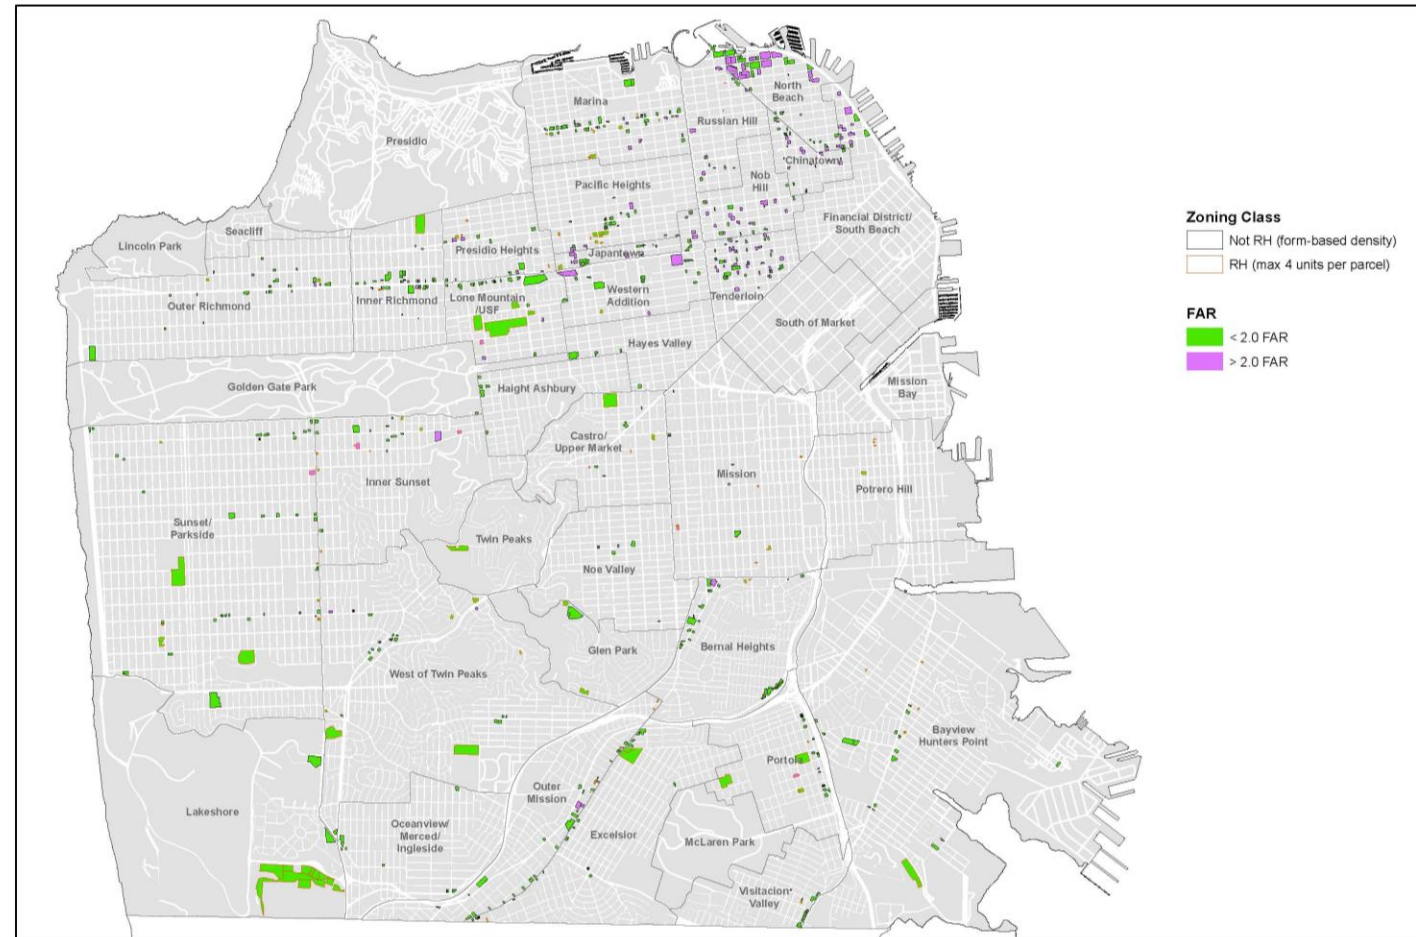 North
Beach
Marina
Russian Hill
Presidio
Chinatown
Nob
Hill
Pacific Heights
Financial District/
South Beach
Seacliff
Lincoln Park
Presidio Heights
Japantown
Western
Addition
Tenderloin
Outer Richmond
Inner Richmond
Lone Mountain
/USF
South of Market
Hayes Valley
Golden Gate Park
Haight Ashbury
Mission
Bay
Castro/
Upper Market
Mission
Inner Sunset
Potrero Hill
Sunset/
Parkside
Twin Peaks
Noe Valley
Glen Park
Bernal Heights
West of Twin Peaks
Bayview
Hunters Point
Portola
Outer
Mission
Lakeshore
Oceanview/
Merced/
Ingleside
Excelsior
McLaren Park
Visitacion
Valley
Zoning Class
Not RH (form-based density)
RH (max 4 units per parcel)
FAR
< 2.0 FAR
> 2.0 FAR